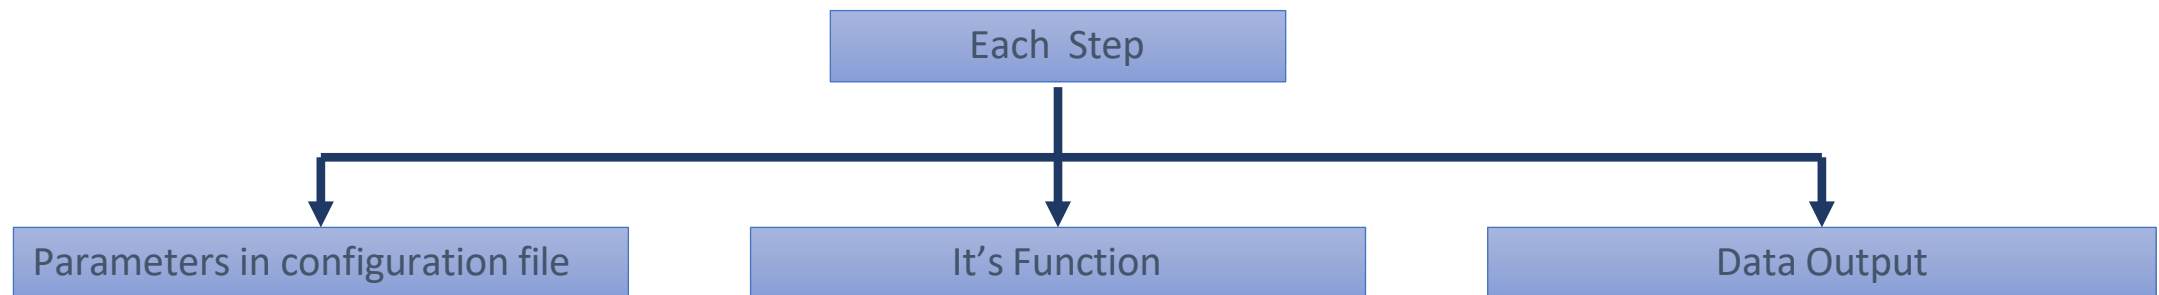 Each Step
Parameters in configuration file
It’s Function
Data Output